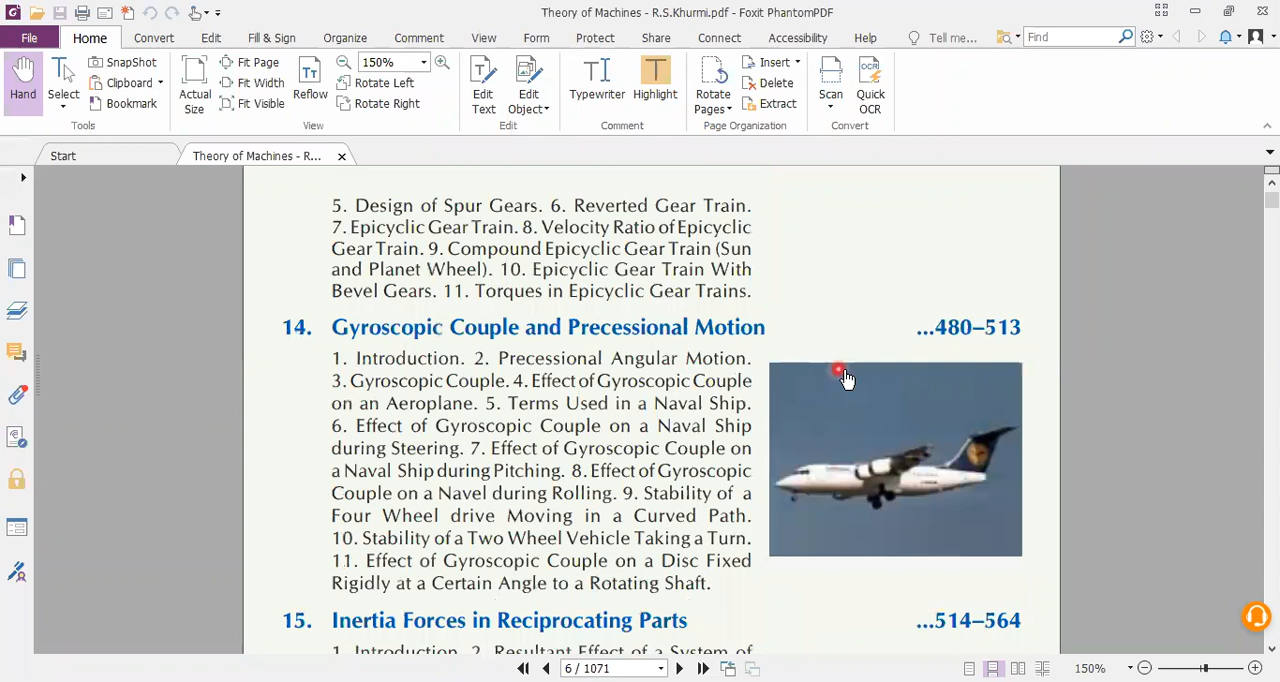 Theory of Machines - R.S.Khurmi.pdf - Foxit PhantomPDF
File Home Convert Edit Fill & Sign Organize Comment View Form Protect Share Connect Accessibility Help Tell me... Find
Hand
Select
SnapShot
Clipboard
Bookmark
Tools
Actual
Size
Fit Page
Fit Width
Fit Visible
Reflow
150%
Rotate Left
Rotate Right
View
Edit
Text
Edit
Object
Edit
Typewriter
Highlight
Comment
Rotate
Pages
Insert
Delete
Extract
Page Organization
Scan
Quick
OCR
Convert
Start
Theory of Machines - R...
5. Design of Spur Gears. 6. Reverted Gear Train.
7. Epicyclic Gear Train. 8. Velocity Ratio of Epicyclic
Gear Train. 9. Compound Epicyclic Gear Train (Sun
and Planet Wheel). 10. Epicyclic Gear Train With
Bevel Gears. 11. Torques in Epicyclic Gear Trains.
14. Gyroscopic Couple and Precessional Motion ...480–513
1. Introduction. 2. Precessional Angular Motion.
3. Gyroscopic Couple. 4. Effect of Gyroscopic Couple
on an Aeroplane. 5. Terms Used in a Naval Ship.
6. Effect of Gyroscopic Couple on a Naval Ship
during Steering. 7. Effect of Gyroscopic Couple on
a Naval Ship during Pitching. 8. Effect of Gyroscopic
Couple on a Navel during Rolling. 9. Stability of a
Four Wheel drive Moving in a Curved Path.
10. Stability of a Two Wheel Vehicle Taking a Turn.
11. Effect of Gyroscopic Couple on a Disc Fixed
Rigidly at a Certain Angle to a Rotating Shaft.
15. Inertia Forces in Reciprocating Parts ...514–564
1. Introduction. 2. Resultant Effect of a System of
6 / 1071
150%